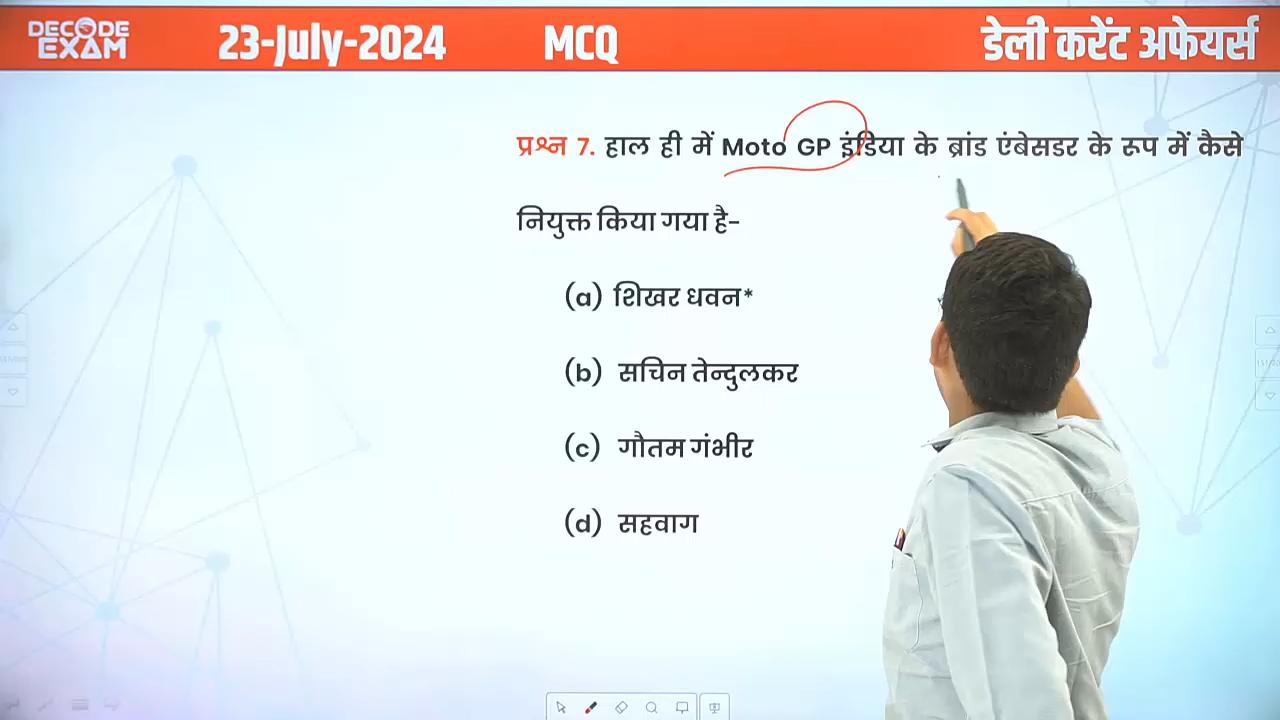 DECODE EXAM
23-July-2024 MCQ डेली करेंट अफेयर्स
प्रश्न 7. हाल ही में Moto GP इंडिया के ब्रांड एंबेसडर के रूप में कैसे
नियुक्त किया गया है-
(a) शिखर धवन*
(b) सचिन तेन्दुलकर
(c) गौतम गंभीर
(d) सहवाग